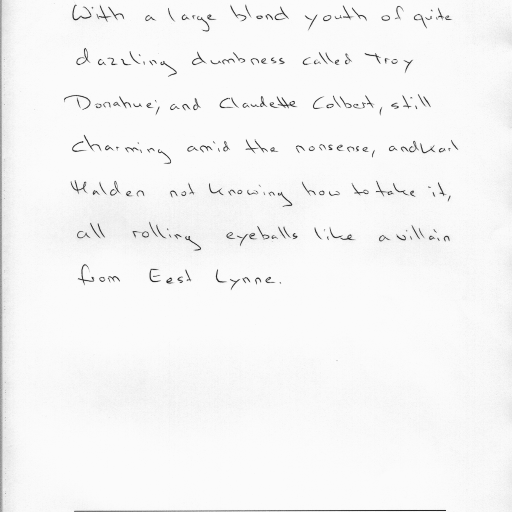 With a large blond youth of quite
dazzling dumbness called Troy
Donahue; and Claudette Colbert, still
charming amid the nonsense, and Karl
Malden not knowing how to take it,
all rolling eyeballs like a villain
from East Lynne.